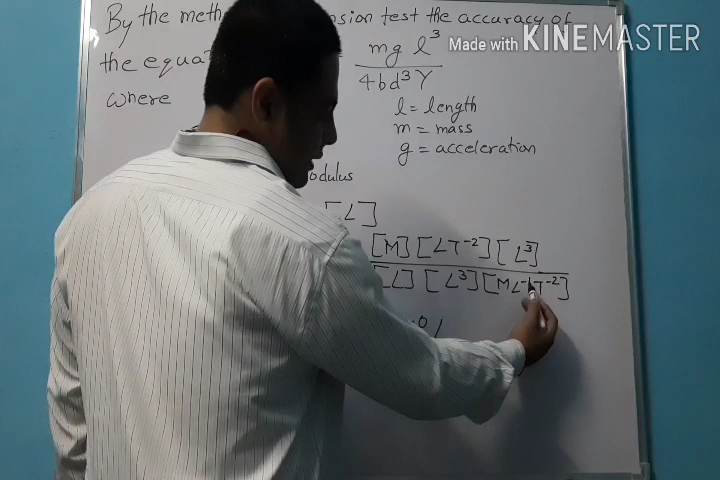 Made with KINEMASTER
By the meth sion test the accuracy of
the equa mg l³
4bd³Y
where
l = length
m = mass
g = acceleration
odulus
[L]
[M] [LT⁻²] [L³]
[L] [L³] [ML⁻¹T⁻²]